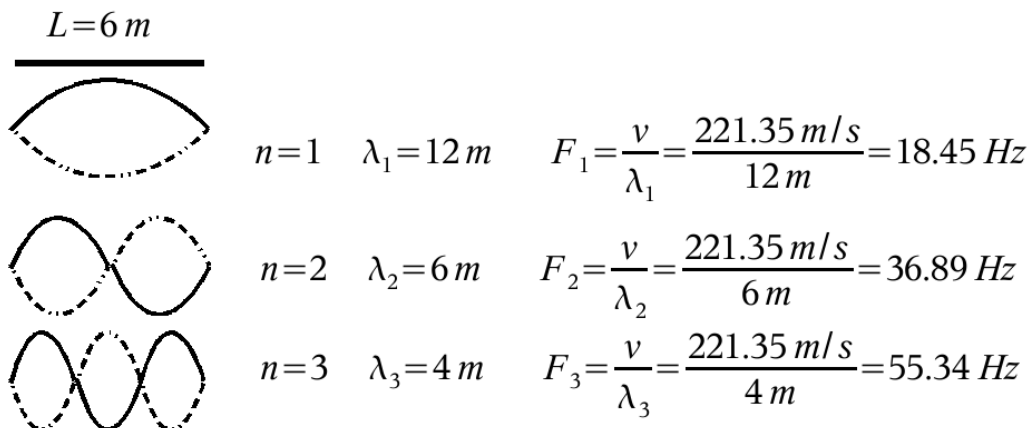 L=6 m
n=1 λ₁=12 m F₁=v/λ₁=221.35 m/s/12 m=18.45 Hz
n=2 λ₂=6 m F₂=v/λ₂=221.35 m/s/6 m=36.89 Hz
n=3 λ₃=4 m F₃=v/λ₃=221.35 m/s/4 m=55.34 Hz